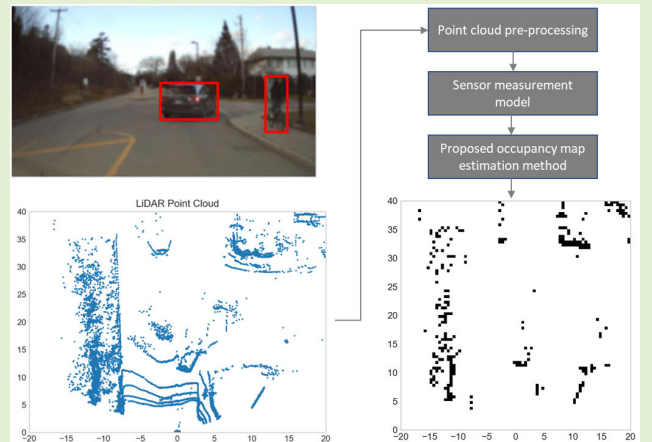 Point cloud pre-processing
Sensor measurement
model
Proposed occupancy map
estimation method
LiDAR Point Cloud
40
35
30
25
20
15
10
5
0
−20 −15 −10 −5 0 5 10 15 20
40
35
30
25
20
15
10
5
0
−20 −15 −10 −5 0 5 10 15 20